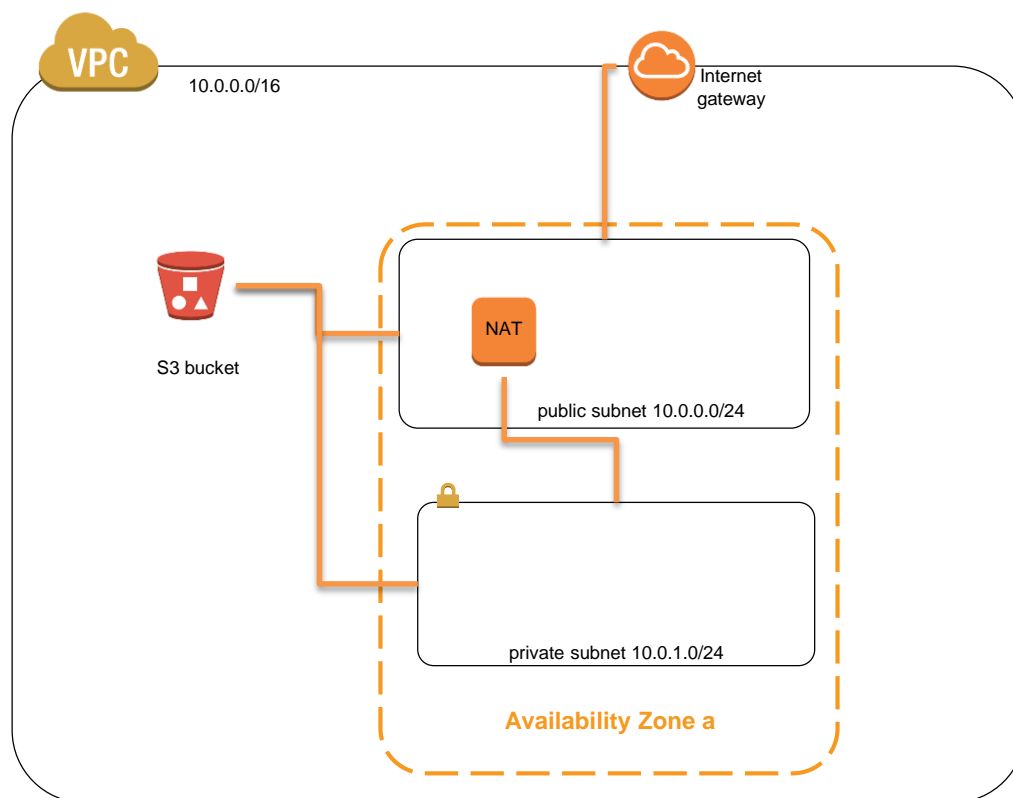 VPC
10.0.0.0/16
Internet
gateway
S3 bucket
NAT
public subnet 10.0.0.0/24
private subnet 10.0.1.0/24
Availability Zone a